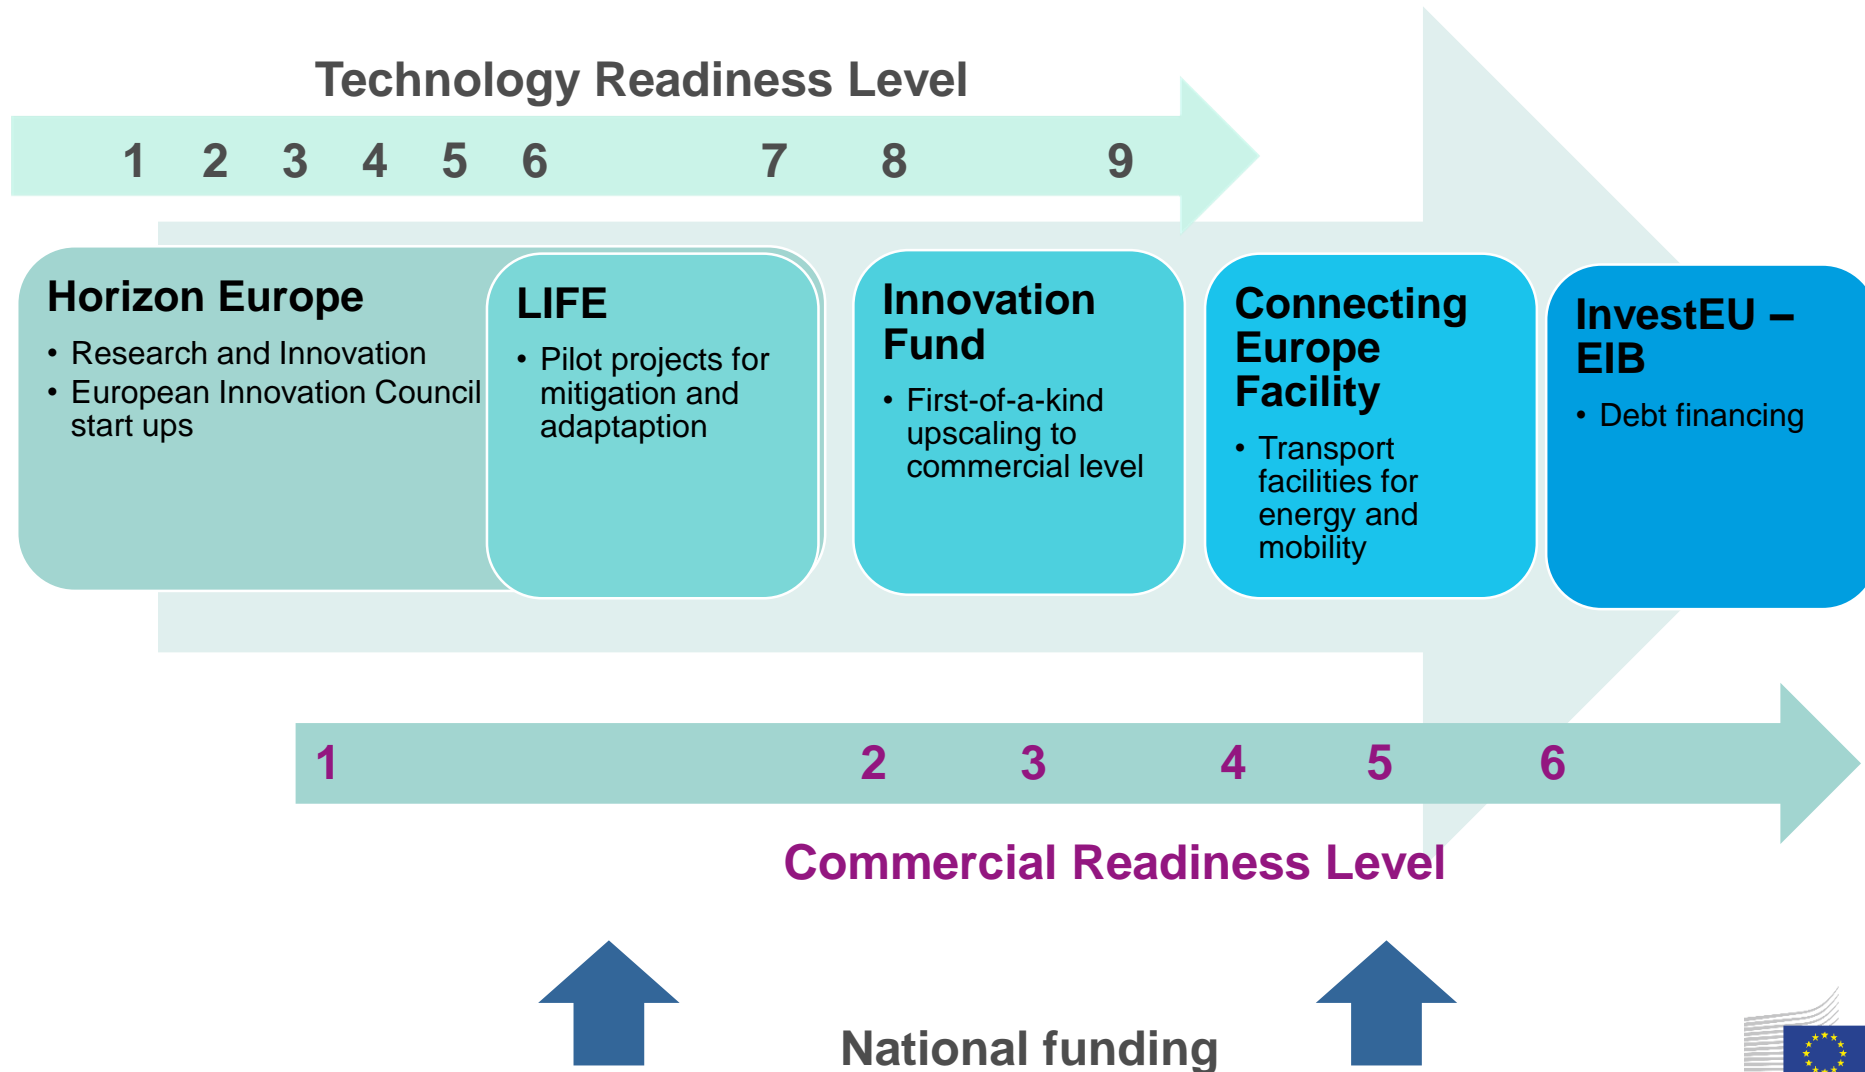 Technology Readiness Level
1 2 3 4 5 6 7 8 9
Horizon Europe
• Research and Innovation
• European Innovation Council
start ups
LIFE
• Pilot projects for
mitigation and
adaptaption
Innovation
Fund
• First-of-a-kind
upscaling to
commercial level
Connecting
Europe
Facility
• Transport
facilities for
energy and
mobility
InvestEU –
EIB
• Debt financing
1 2 3 4 5 6
Commercial Readiness Level
National funding